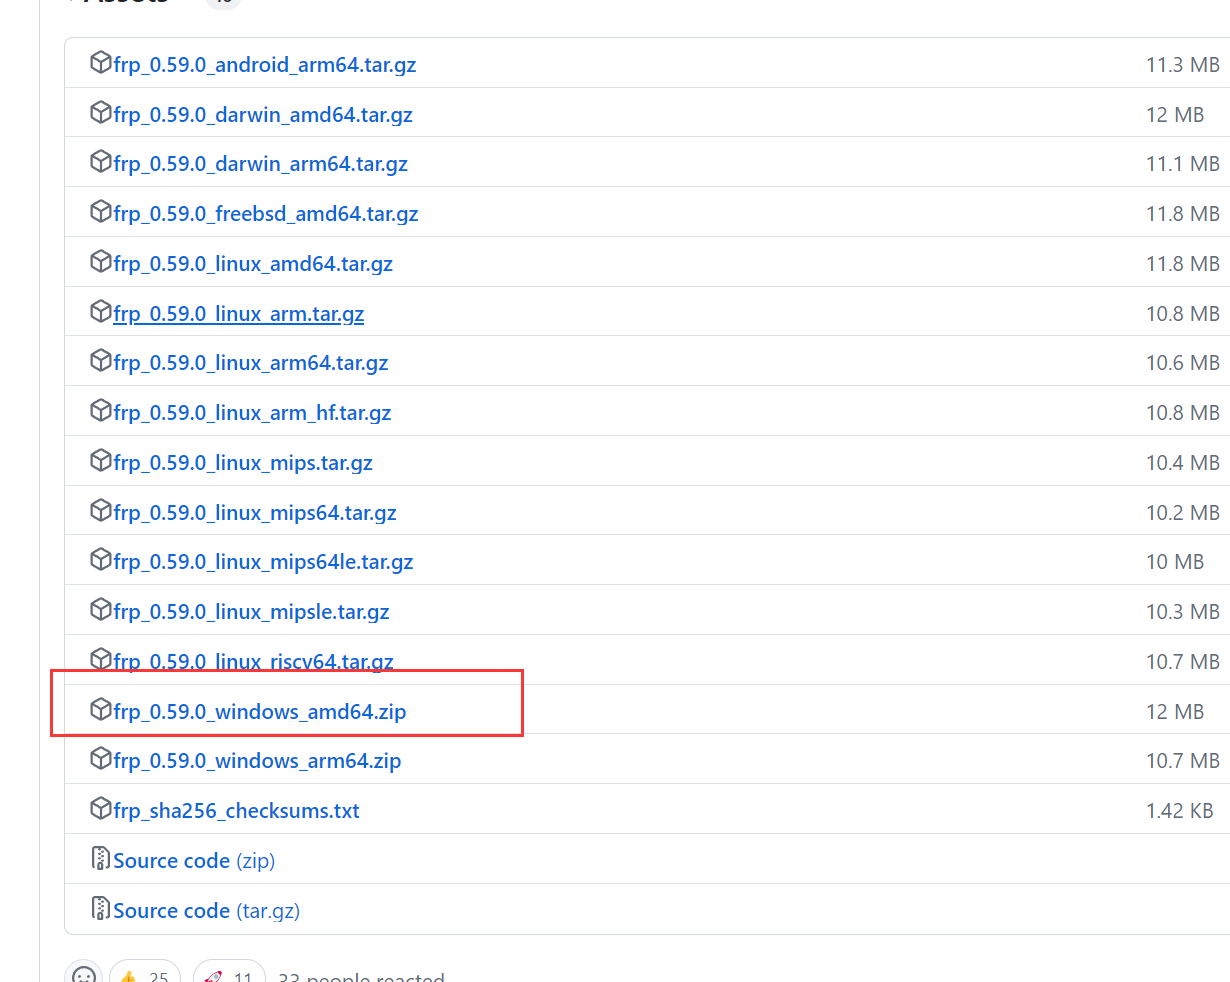 Assets
frp_0.59.0_android_arm64.tar.gz 11.3 MB
frp_0.59.0_darwin_amd64.tar.gz 12 MB
frp_0.59.0_darwin_arm64.tar.gz 11.1 MB
frp_0.59.0_freebsd_amd64.tar.gz 11.8 MB
frp_0.59.0_linux_amd64.tar.gz 11.8 MB
frp_0.59.0_linux_arm.tar.gz 10.8 MB
frp_0.59.0_linux_arm64.tar.gz 10.6 MB
frp_0.59.0_linux_arm_hf.tar.gz 10.8 MB
frp_0.59.0_linux_mips.tar.gz 10.4 MB
frp_0.59.0_linux_mips64.tar.gz 10.2 MB
frp_0.59.0_linux_mips64le.tar.gz 10 MB
frp_0.59.0_linux_mipsle.tar.gz 10.3 MB
frp_0.59.0_linux_riscv64.tar.gz 10.7 MB
frp_0.59.0_windows_amd64.zip 12 MB
frp_0.59.0_windows_arm64.zip 10.7 MB
frp_sha256_checksums.txt 1.42 KB
Source code (zip)
Source code (tar.gz)
25 11 33 people reacted